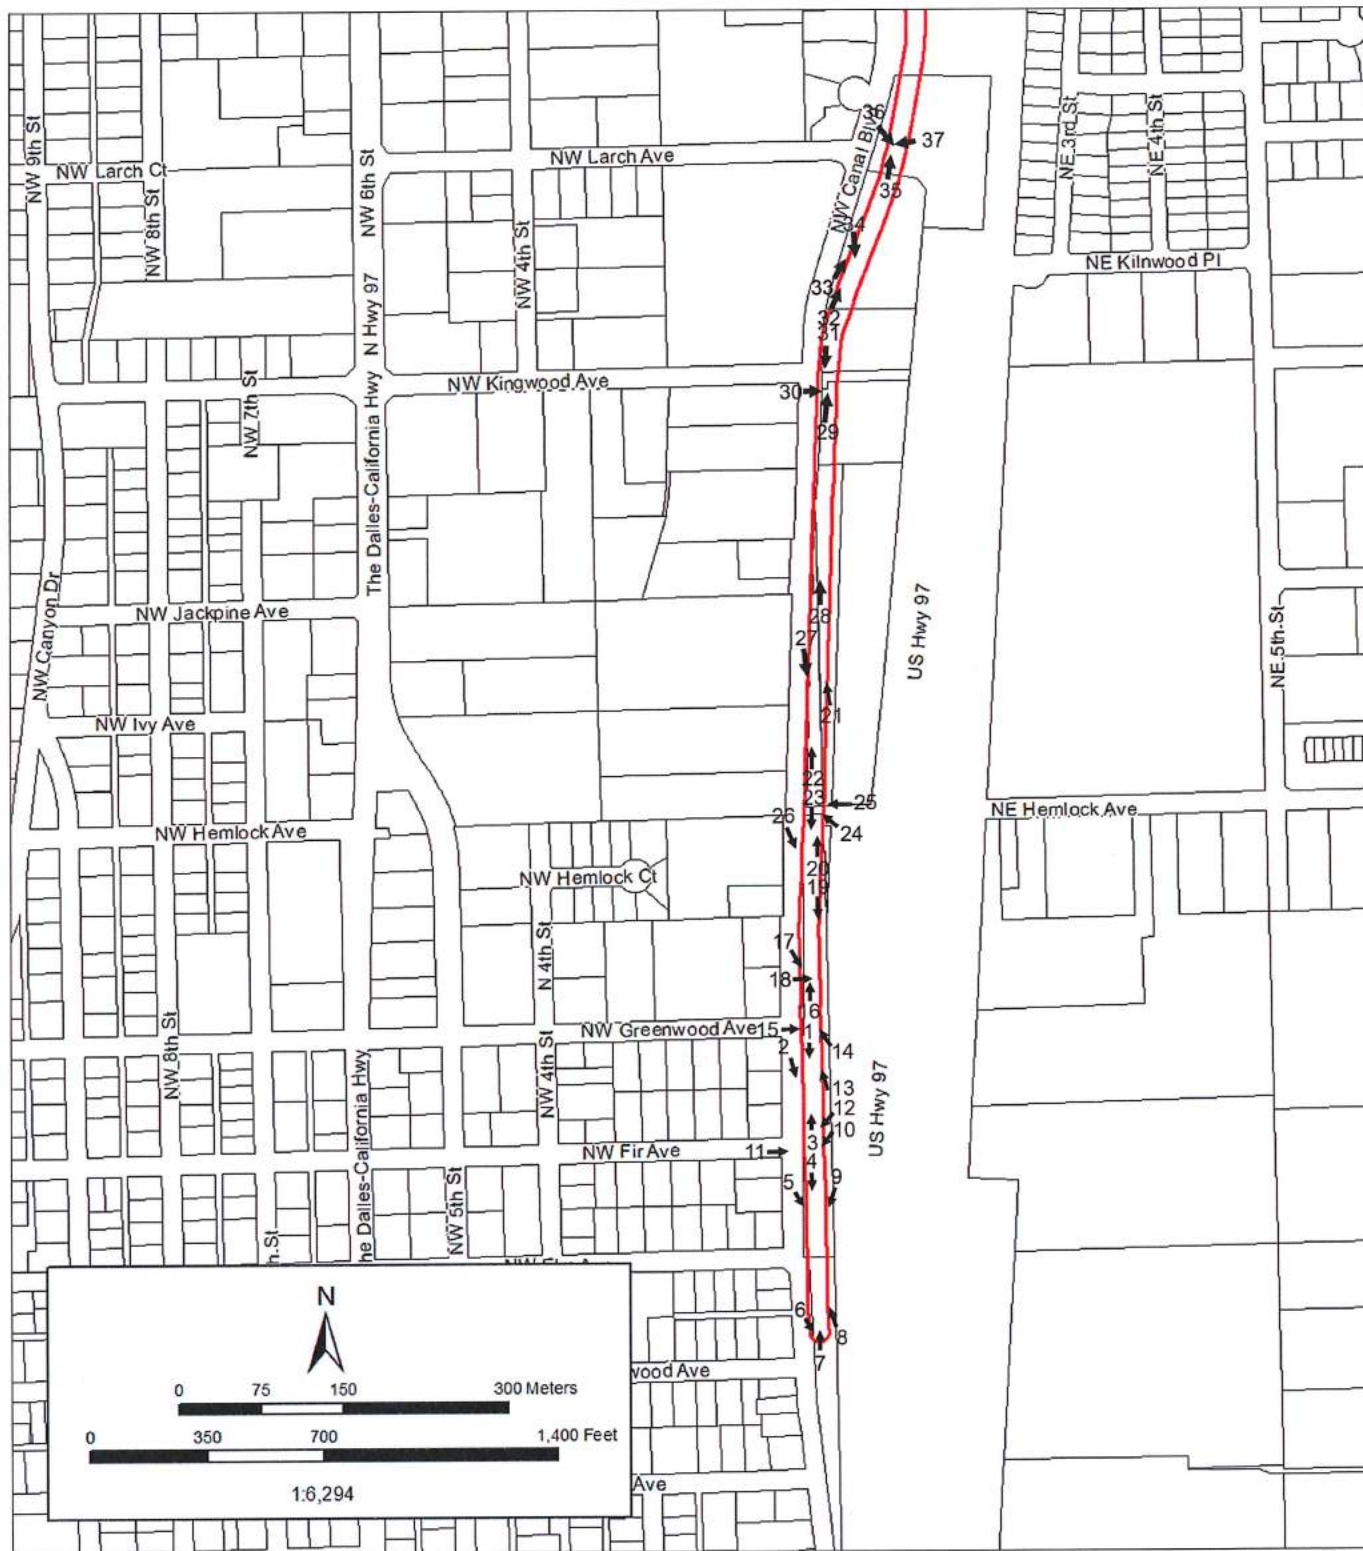 36
37
NW Larch Ave
NW Larch Ct
NW 9th St
NW 8th St
NW 6th St
NW 4th St
NW Canal Blvd
35
NE 3rd St
NE 4th St
34
NE Kilnwood Pl
33
32
31
N Hwy 97
NW Kingwood Ave
30
29
NW 7th St
The Dalles-California Hwy
NW Canyon Dr
NW Jackpine Ave
28
27
US Hwy 97
NE 5th St
21
NW Ivy Ave
22
23
25
NE Hemlock Ave
26
24
NW Hemlock Ave
20
NW Hemlock Ct
19
17
N 4th St
18
6
NW Greenwood Ave
15
1
14
2
NW 8th St
NW 4th St
13
12
US Hwy 97
10
3
NW Fir Ave
11
4
9
5
he Dalles-California Hwy
NW 5th St
h St
N
6
8
7
wood Ave
0 75 150 300 Meters
0 350 700 1,400 Feet
1:6,294
Ave